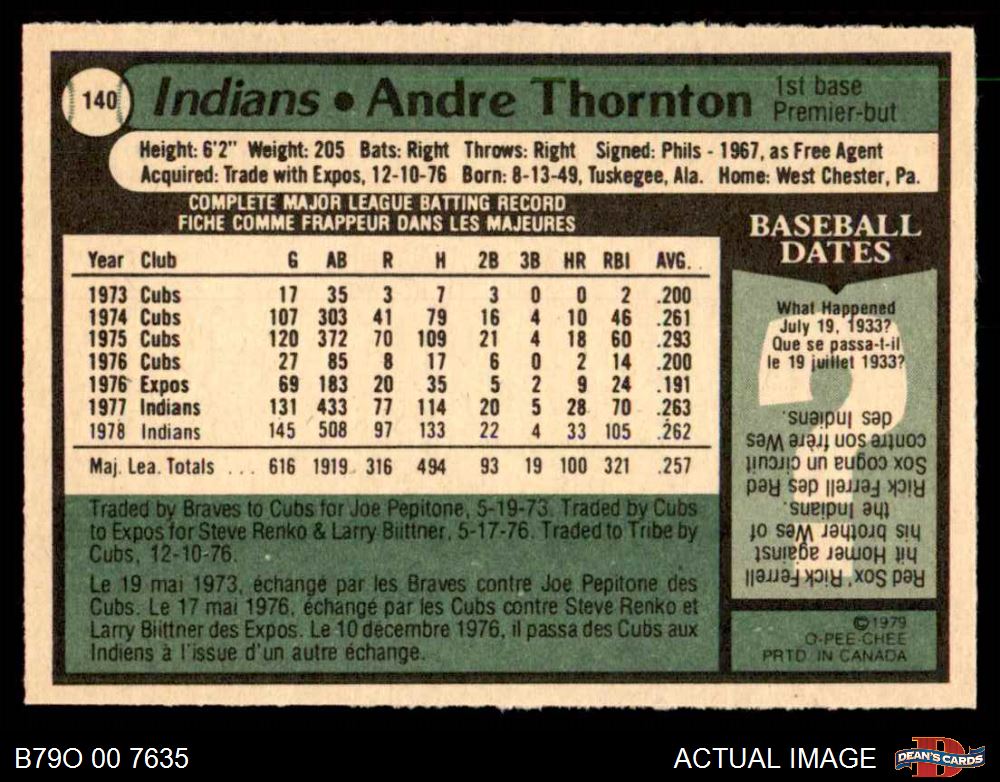 140
Indians • Andre Thornton
1st base
Premier-but
Height: 6'2" Weight: 205 Bats: Right Throws: Right Signed: Phils - 1967, as Free Agent
Acquired: Trade with Expos, 12-10-76 Born: 8-13-49, Tuskegee, Ala. Home: West Chester, Pa.
COMPLETE MAJOR LEAGUE BATTING RECORD
FICHE COMME FRAPPEUR DANS LES MAJEURES
Year Club G AB R H 2B 3B HR RBI AVG.
1973 Cubs 17 35 3 7 3 0 0 2 .200
1974 Cubs 107 303 41 79 16 4 10 46 .261
1975 Cubs 120 372 70 109 21 4 18 60 .293
1976 Cubs 27 85 8 17 6 0 2 14 .200
1976 Expos 69 183 20 35 5 2 9 24 .191
1977 Indians 131 433 77 114 20 5 28 70 .263
1978 Indians 145 508 97 133 22 4 33 105 .262
Maj. Lea. Totals ... 616 1919 316 494 93 19 100 321 .257
Traded by Braves to Cubs for Joe Pepitone, 5-19-73. Traded by Cubs
to Expos for Steve Renko & Larry Biittner, 5-17-76. Traded to Tribe by
Cubs, 12-10-76.
Le 19 mai 1973, échangé par les Braves contre Joe Pepitone des
Cubs. Le 17 mai 1976, échangé par les Cubs contre Steve Renko et
Larry Biittner des Expos. Le 10 décembre 1976, il passa des Cubs aux
Indiens à l'issue d'un autre échange.
BASEBALL
DATES
What Happened
July 19, 1933?
Que se passa-t-il
le 19 juillet 1933?
Red Sox' Rick Ferrell
hit Homer against
his brother Wes of
the Indians.
Rick Ferrell des Red
Sox cogna un circuit
contre son frère Wes
des Indiens.
©1979
O-PEE-CHEE
PRTD IN CANADA
B79O 00 7635
ACTUAL IMAGE
D
DEAN'S CARDS